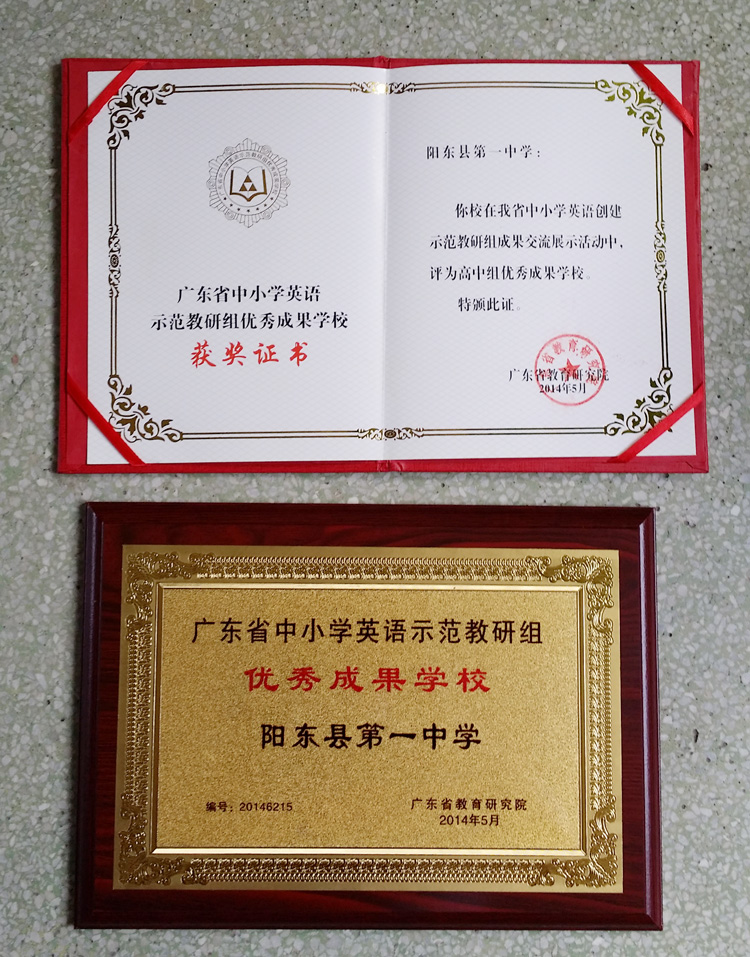 广东省中小学英语
示范教研组优秀成果学校
获奖证书
阳东县第一中学：
你校在我省中小学英语创建
示范教研组成果交流展示活动中，
评为高中组优秀成果学校。
特颁此证。
广东省教育研究院
2014年5月
广东省中小学英语示范教研组
优秀成果学校
阳东县第一中学
编号：20146215
广东省教育研究院
2014年5月